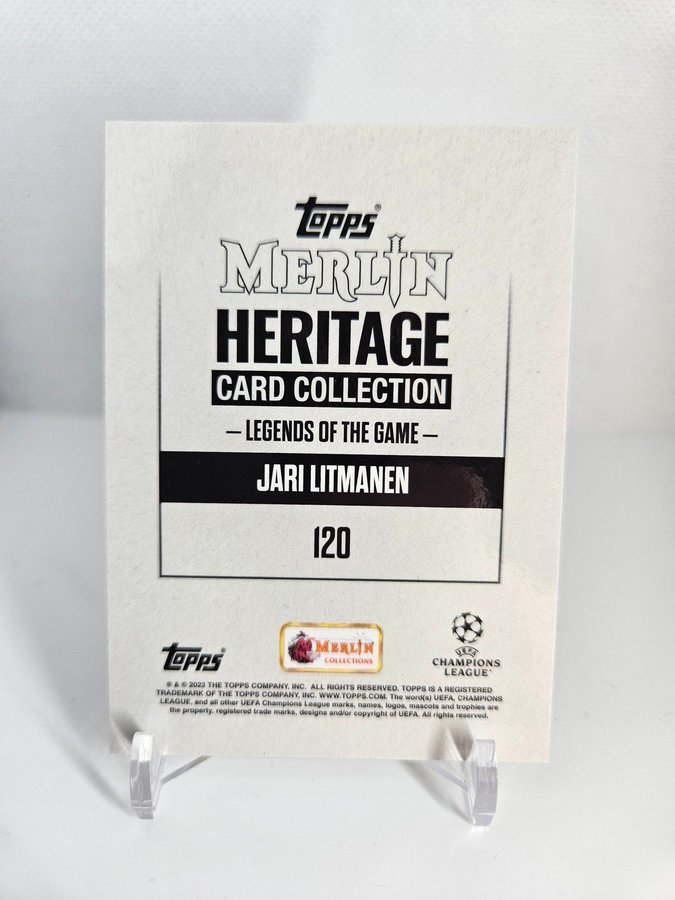 topps®
MERLIN
HERITAGE
CARD COLLECTION
– LEGENDS OF THE GAME –
JARI LITMANEN
120
topps®
MERLIN
COLLECTIONS
UEFA
CHAMPIONS
LEAGUE
® & © 2023 THE TOPPS COMPANY, INC. ALL RIGHTS RESERVED. TOPPS IS A REGISTERED
TRADEMARK OF THE TOPPS COMPANY, INC. WWW.TOPPS.COM. The word(s) UEFA, CHAMPIONS
LEAGUE, and all other UEFA Champions League marks, names, logos, mascots and trophies are
the property, registered trade marks, designs and/or copyright of UEFA. All rights reserved.